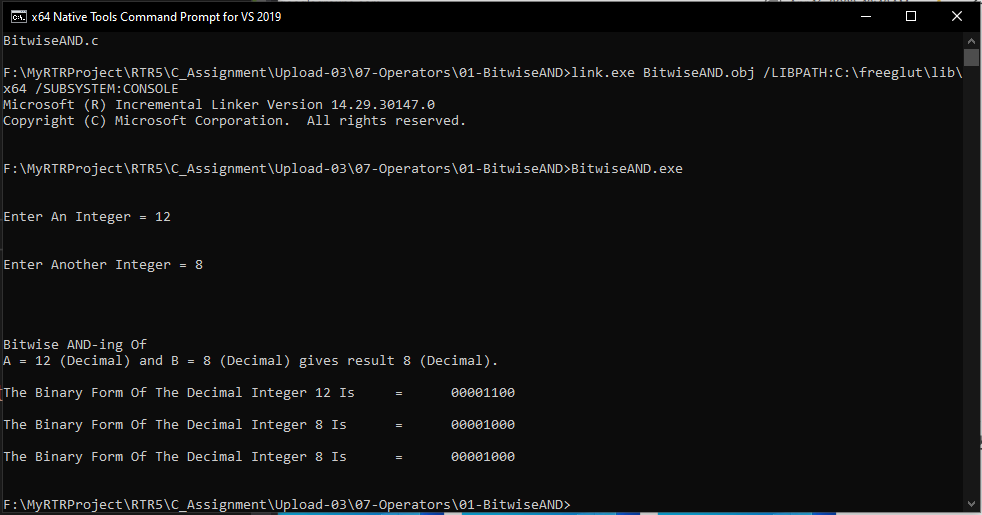 x64 Native Tools Command Prompt for VS 2019
BitwiseAND.c
F:\MyRTRProject\RTR5\C_Assignment\Upload-03\07-Operators\01-BitwiseAND>link.exe BitwiseAND.obj /LIBPATH:C:\freeglut\lib\
x64 /SUBSYSTEM:CONSOLE
Microsoft (R) Incremental Linker Version 14.29.30147.0
Copyright (C) Microsoft Corporation.  All rights reserved.
F:\MyRTRProject\RTR5\C_Assignment\Upload-03\07-Operators\01-BitwiseAND>BitwiseAND.exe
Enter An Integer = 12
Enter Another Integer = 8
Bitwise AND-ing Of
A = 12 (Decimal) and B = 8 (Decimal) gives result 8 (Decimal).
The Binary Form Of The Decimal Integer 12 Is     =      00001100
The Binary Form Of The Decimal Integer 8 Is      =      00001000
The Binary Form Of The Decimal Integer 8 Is      =      00001000
F:\MyRTRProject\RTR5\C_Assignment\Upload-03\07-Operators\01-BitwiseAND>